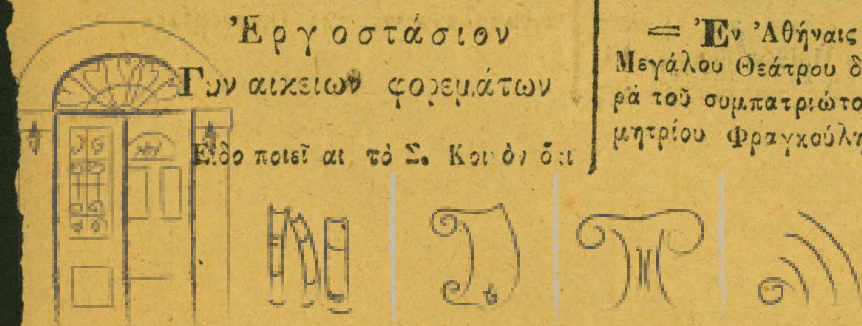 Ἐργοστάσιον
Γυναικείων φορεμάτων
Εἰδοποιεῖται τὸ Σ. Κοινὸν ὅτι
= Ἐν Ἀθήναις
Μεγάλου Θεάτρου
ρὰ τοῦ συμπατριώτο
μητρίου Φραγκούλη